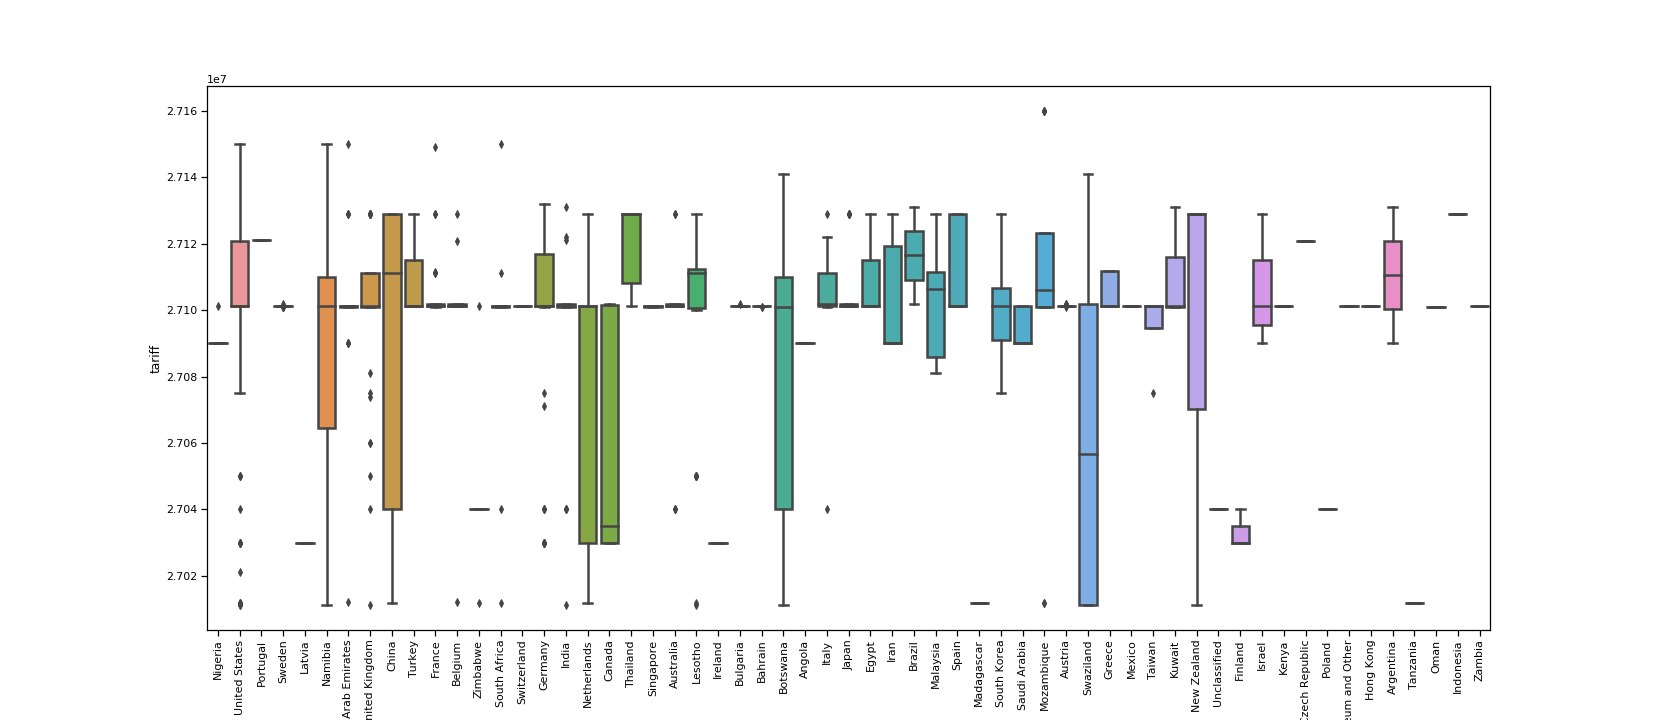 1e7
2.716
2.714
2.712
2.710
2.708
2.706
2.704
2.702
tariff
Nigeria
United States
Portugal
Sweden
Latvia
Namibia
Arab Emirates
nited Kingdom
China
Turkey
France
Belgium
Zimbabwe
South Africa
Switzerland
Germany
India
Netherlands
Canada
Thailand
Singapore
Australia
Lesotho
Ireland
Bulgaria
Bahrain
Botswana
Angola
Italy
Japan
Egypt
Iran
Brazil
Malaysia
Spain
Madagascar
South Korea
Saudi Arabia
Mozambique
Austria
Swaziland
Greece
Mexico
Taiwan
Kuwait
New Zealand
Unclassified
Finland
Israel
Kenya
Czech Republic
Poland
eum and Other
Hong Kong
Argentina
Tanzania
Oman
Indonesia
Zambia